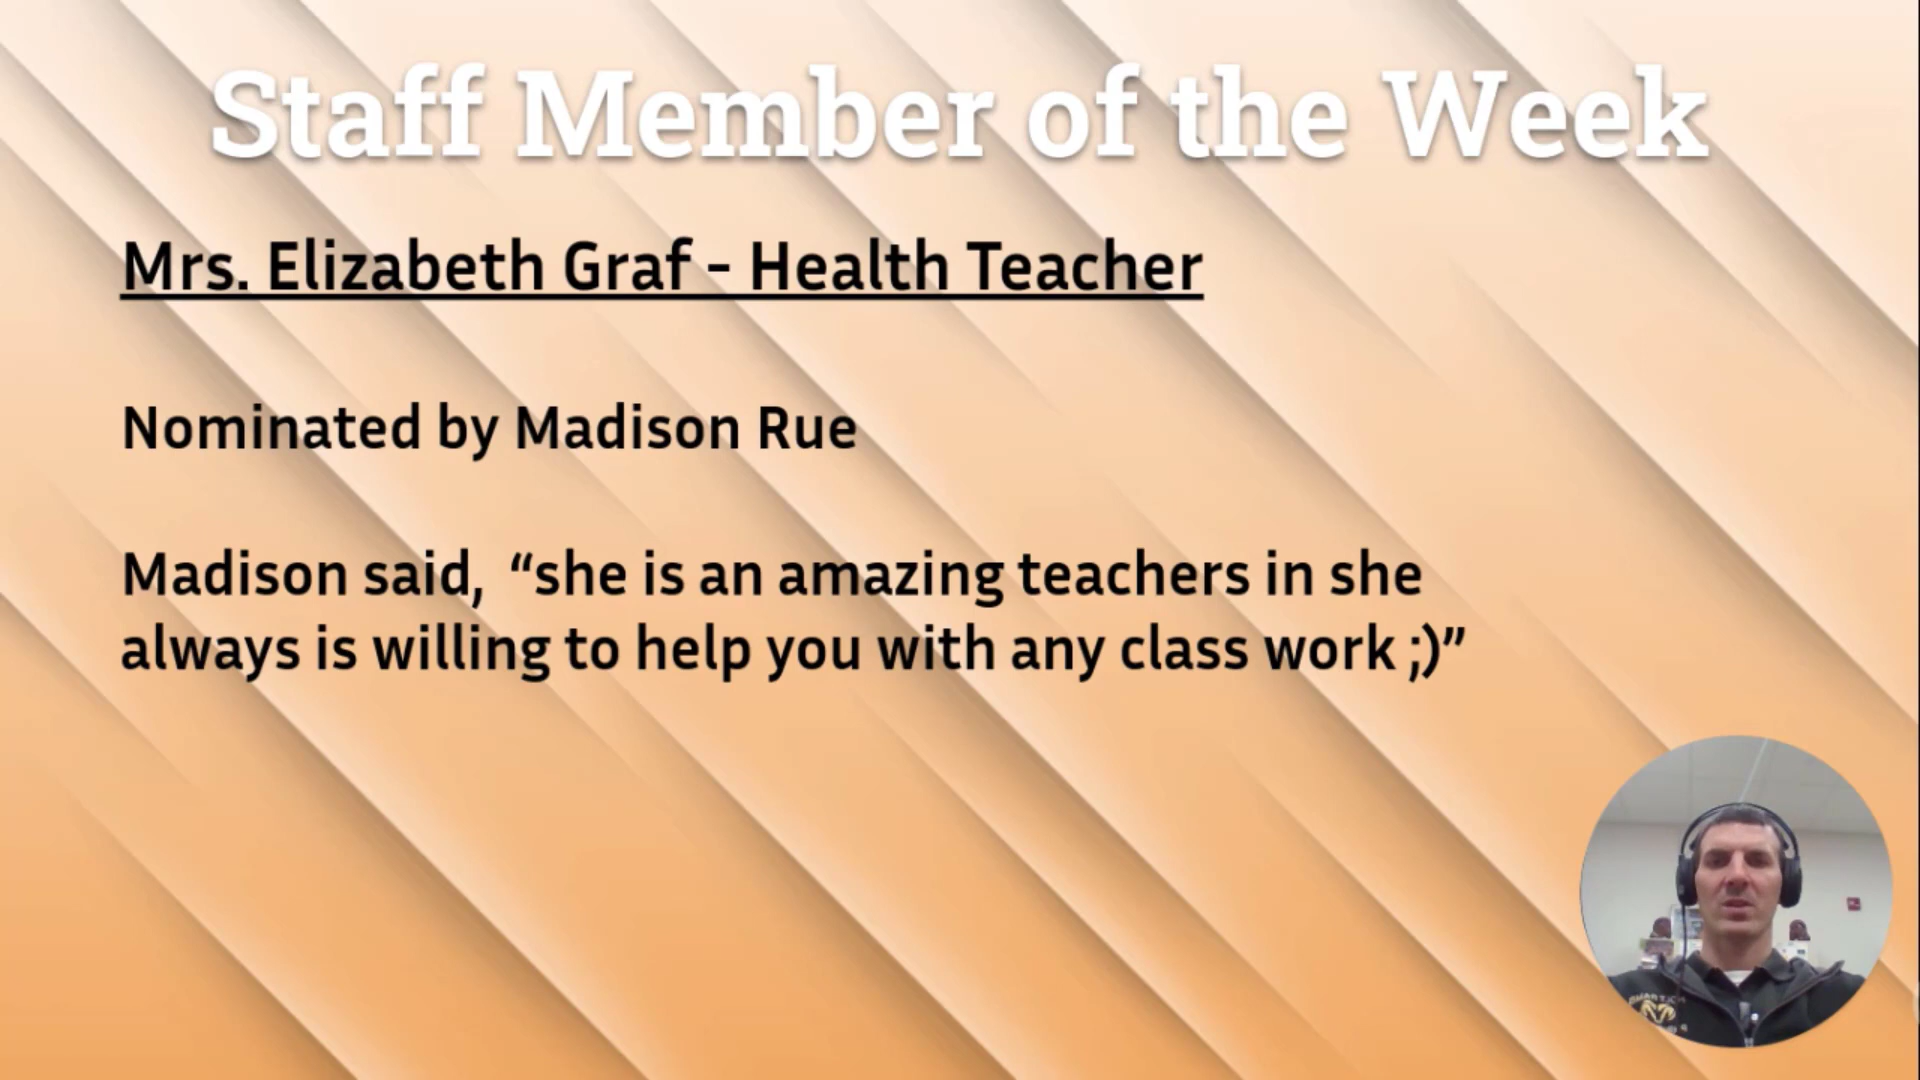 Staff Member of the Week
Mrs. Elizabeth Graf - Health Teacher
Nominated by Madison Rue
Madison said,  “she is an amazing teachers in she
always is willing to help you with any class work ;)”